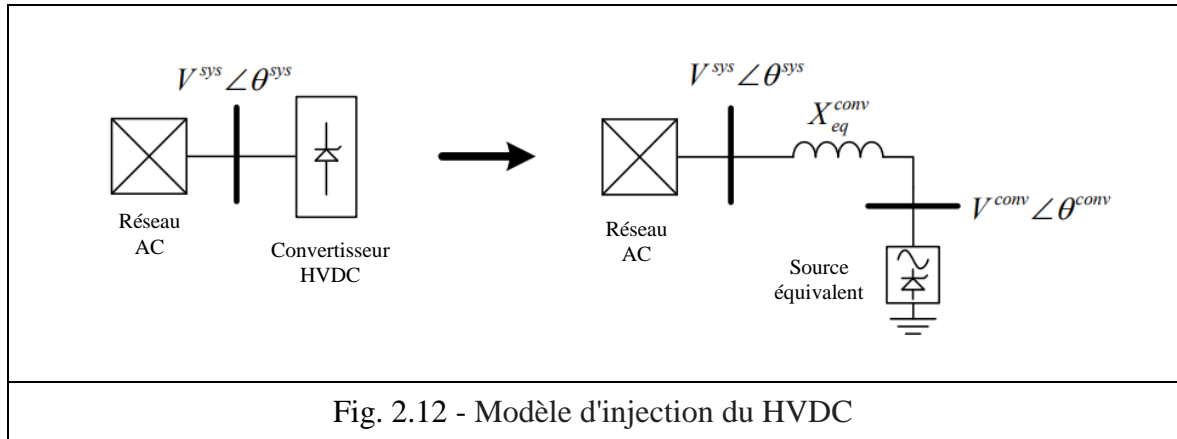 V^sys∠θ^sys
Réseau
AC
Convertisseur
HVDC
V^sys∠θ^sys
X_eq^conv
Réseau
AC
V^conv∠θ^conv
Source
équivalent
Fig. 2.12 - Modèle d'injection du HVDC